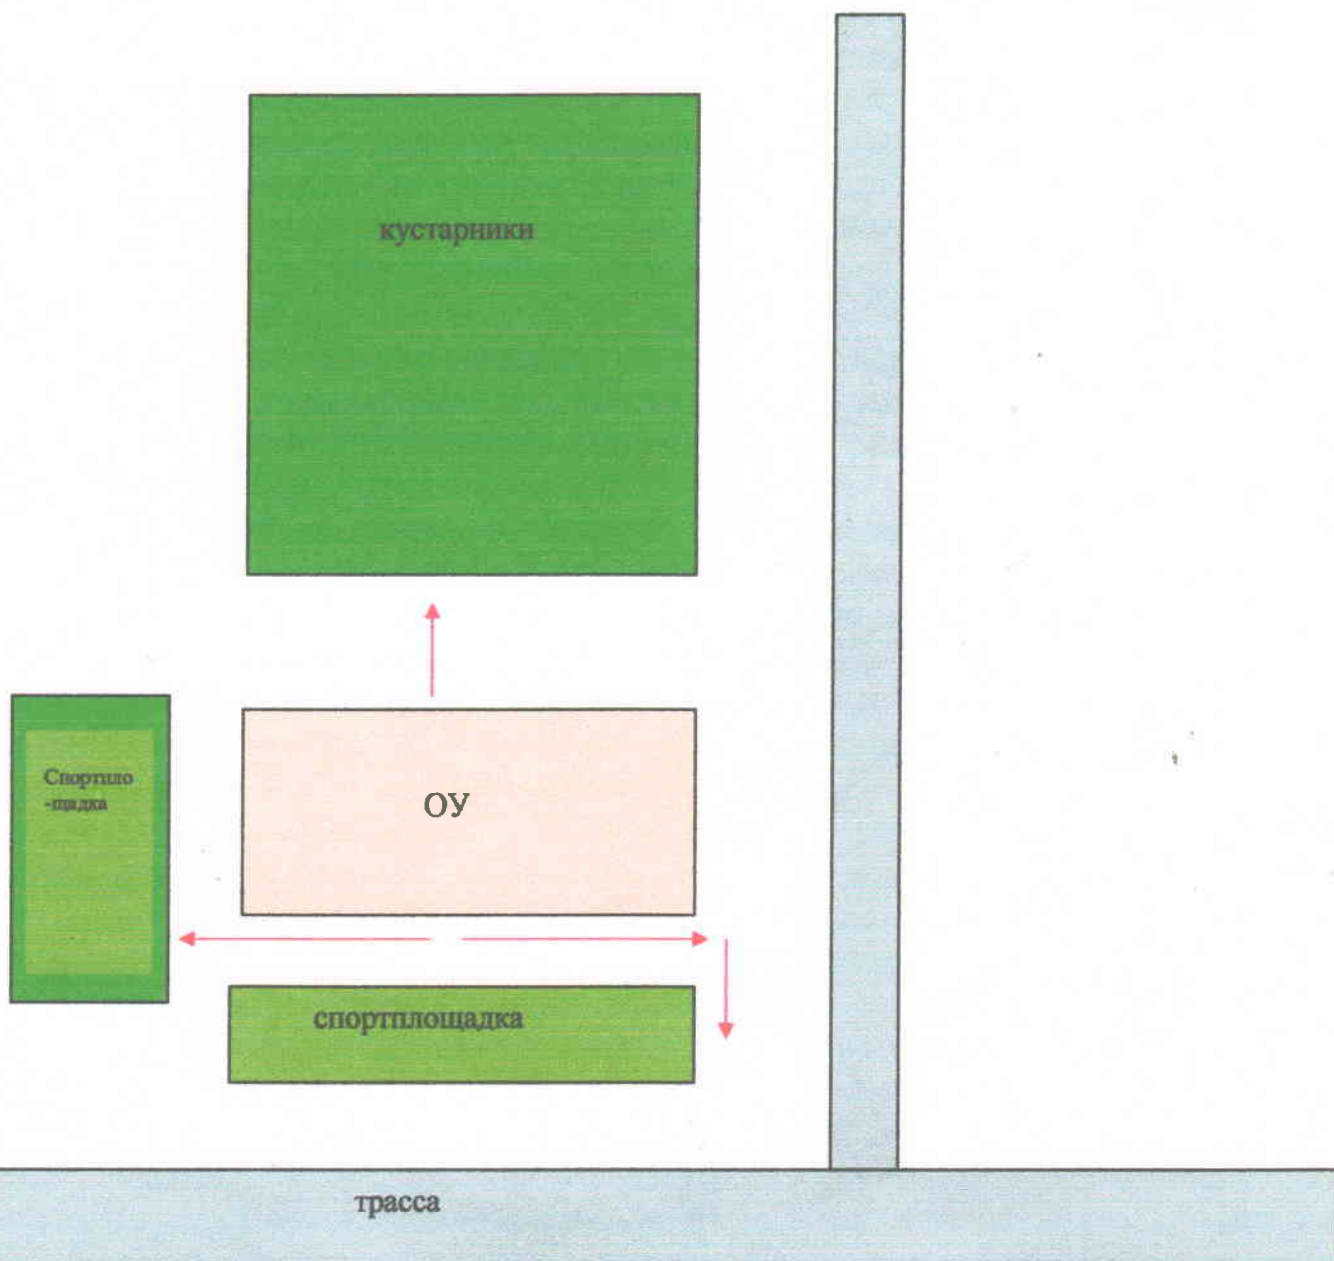 кустарники
Спортпло
-щадка
ОУ
спортплощадка
трасса